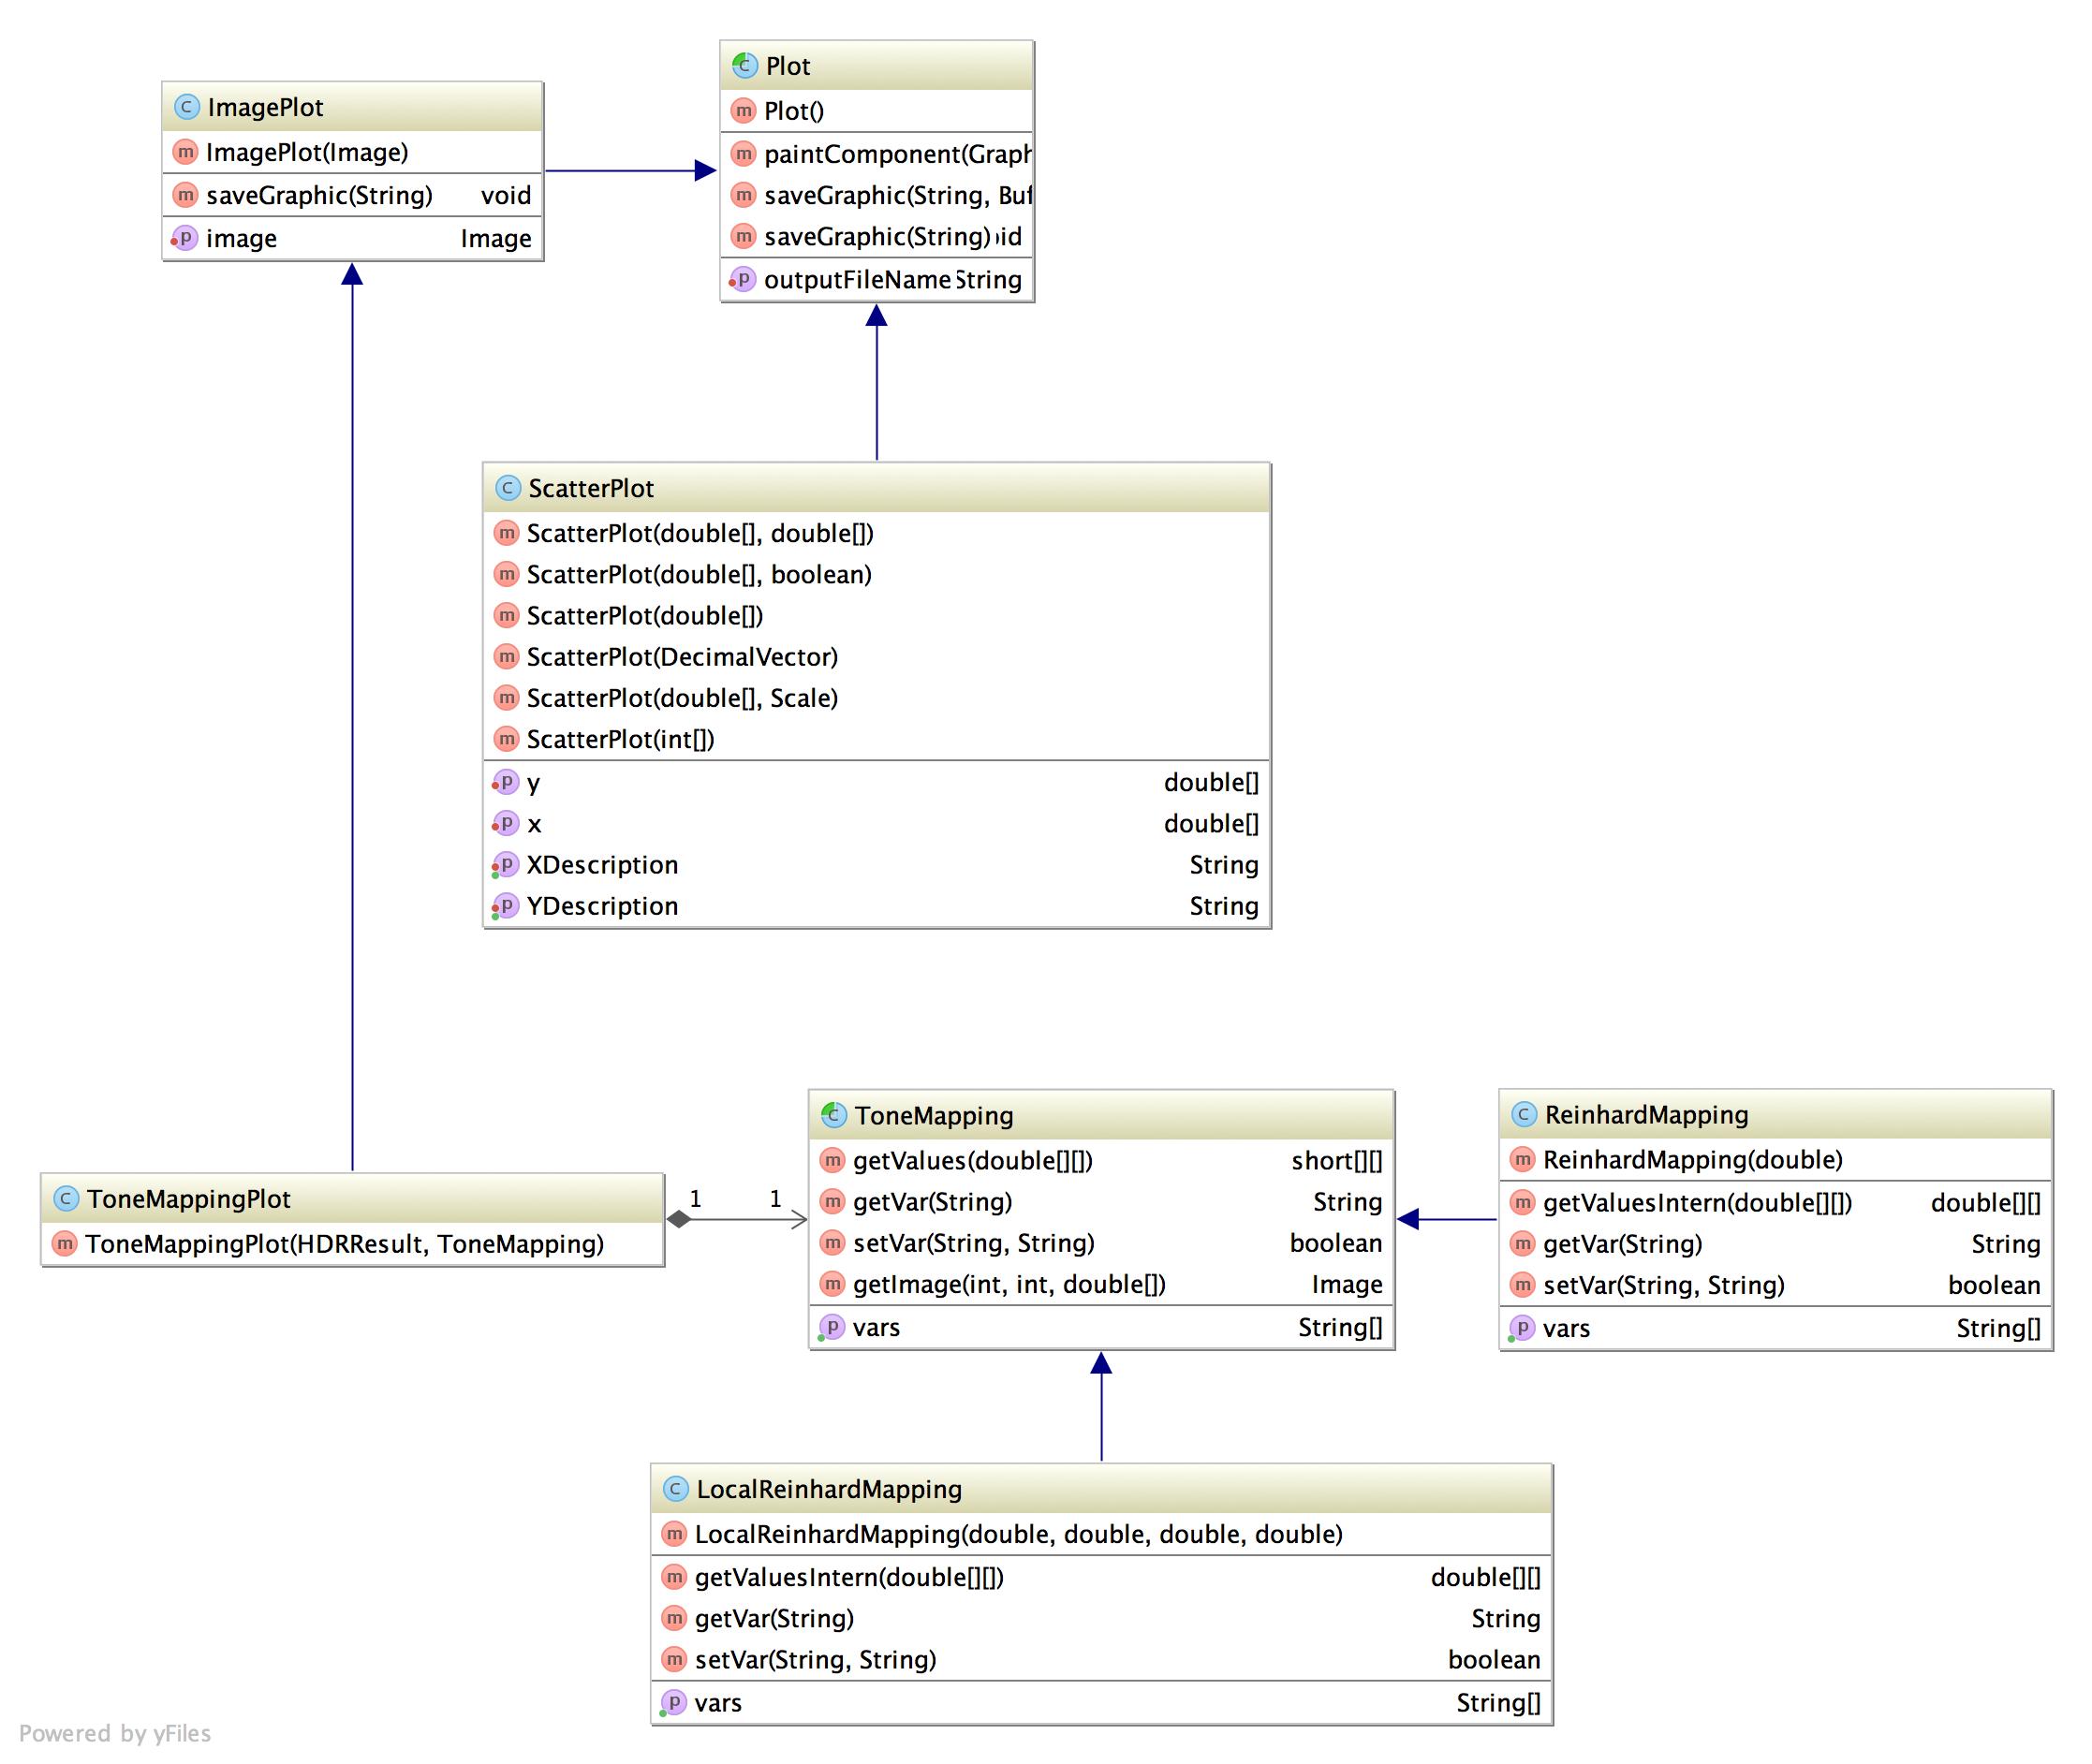 ImagePlot
ImagePlot(Image)
saveGraphic(String) void
image Image
Plot
Plot()
paintComponent(Graph
saveGraphic(String, Buf
saveGraphic(String) id
outputFileName String
ScatterPlot
ScatterPlot(double[], double[])
ScatterPlot(double[], boolean)
ScatterPlot(double[])
ScatterPlot(DecimalVector)
ScatterPlot(double[], Scale)
ScatterPlot(int[])
y double[]
x double[]
XDescription String
YDescription String
ToneMappingPlot
ToneMappingPlot(HDRResult, ToneMapping)
1 1
ToneMapping
getValues(double[][]) short[][]
getVar(String) String
setVar(String, String) boolean
getImage(int, int, double[]) Image
vars String[]
ReinhardMapping
ReinhardMapping(double)
getValuesIntern(double[][]) double[][]
getVar(String) String
setVar(String, String) boolean
vars String[]
LocalReinhardMapping
LocalReinhardMapping(double, double, double, double)
getValuesIntern(double[][]) double[][]
getVar(String) String
setVar(String, String) boolean
vars String[]
Powered by yFiles